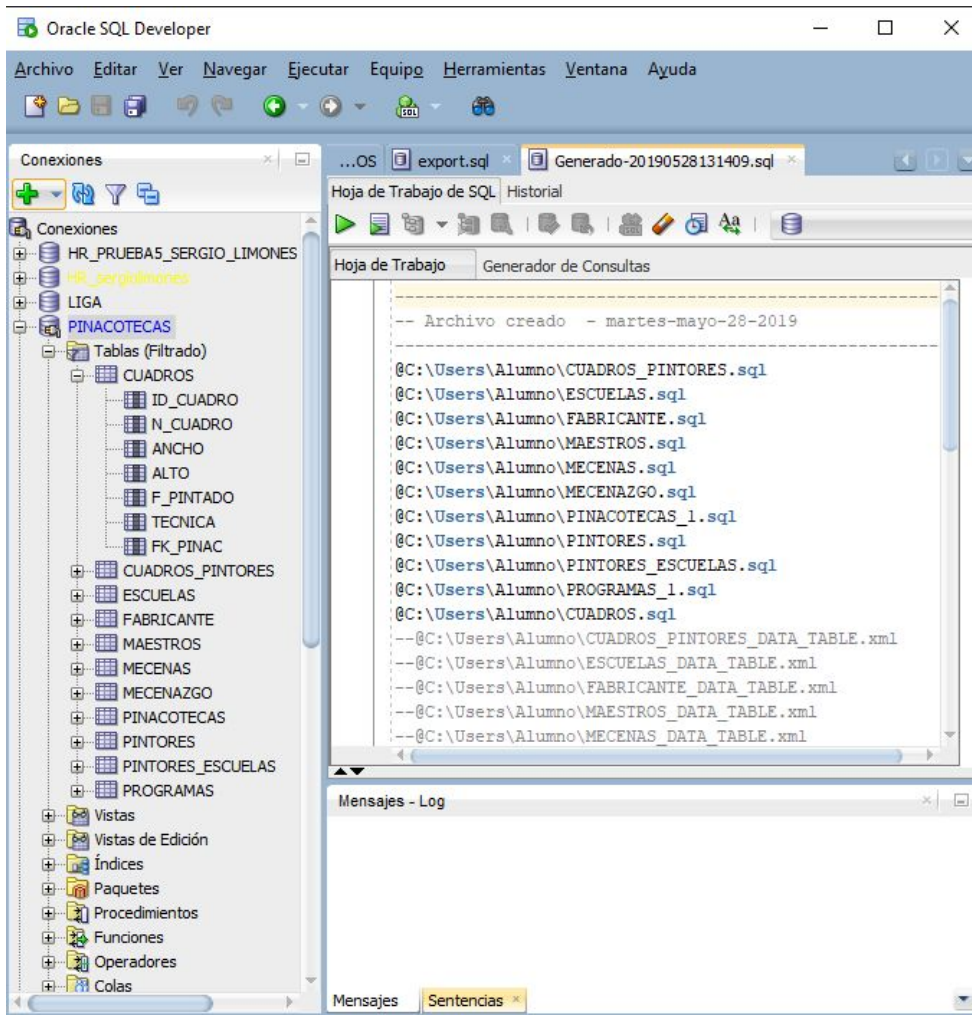 Oracle SQL Developer
Archivo Editar Ver Navegar Ejecutar Equipo Herramientas Ventana Ayuda
Conexiones
Conexiones
HR_PRUEBA5_SERGIO_LIMONES
HR_sergiolimones
LIGA
PINACOTECAS
Tablas (Filtrado)
CUADROS
ID_CUADRO
N_CUADRO
ANCHO
ALTO
F_PINTADO
TECNICA
FK_PINAC
CUADROS_PINTORES
ESCUELAS
FABRICANTE
MAESTROS
MECENAS
MECENAZGO
PINACOTECAS
PINTORES
PINTORES_ESCUELAS
PROGRAMAS
Vistas
Vistas de Edición
Índices
Paquetes
Procedimientos
Funciones
Operadores
Colas
...OS export.sql Generado-20190528131409.sql
Hoja de Trabajo de SQL Historial
Hoja de Trabajo Generador de Consultas
--------------------------------------------------------
-- Archivo creado  - martes-mayo-28-2019
--------------------------------------------------------
@C:\Users\Alumno\CUADROS_PINTORES.sql
@C:\Users\Alumno\ESCUELAS.sql
@C:\Users\Alumno\FABRICANTE.sql
@C:\Users\Alumno\MAESTROS.sql
@C:\Users\Alumno\MECENAS.sql
@C:\Users\Alumno\MECENAZGO.sql
@C:\Users\Alumno\PINACOTECAS_1.sql
@C:\Users\Alumno\PINTORES.sql
@C:\Users\Alumno\PINTORES_ESCUELAS.sql
@C:\Users\Alumno\PROGRAMAS_1.sql
@C:\Users\Alumno\CUADROS.sql
--@C:\Users\Alumno\CUADROS_PINTORES_DATA_TABLE.xml
--@C:\Users\Alumno\ESCUELAS_DATA_TABLE.xml
--@C:\Users\Alumno\FABRICANTE_DATA_TABLE.xml
--@C:\Users\Alumno\MAESTROS_DATA_TABLE.xml
--@C:\Users\Alumno\MECENAS_DATA_TABLE.xml
Mensajes - Log
Mensajes Sentencias